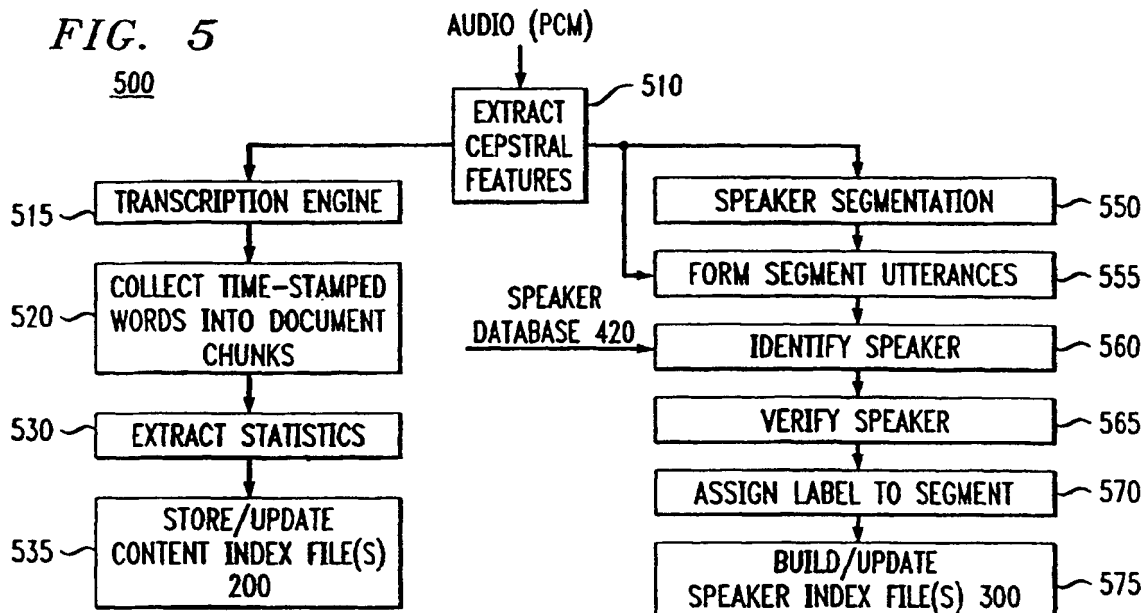 FIG. 5
500
AUDIO (PCM)
EXTRACT
CEPSTRAL
FEATURES
510
TRANSCRIPTION ENGINE
515
COLLECT TIME-STAMPED
WORDS INTO DOCUMENT
CHUNKS
520
EXTRACT STATISTICS
530
STORE/UPDATE
CONTENT INDEX FILE(S)
200
535
SPEAKER SEGMENTATION
550
FORM SEGMENT UTTERANCES
555
SPEAKER
DATABASE 420
IDENTIFY SPEAKER
560
VERIFY SPEAKER
565
ASSIGN LABEL TO SEGMENT
570
BUILD/UPDATE
SPEAKER INDEX FILE(S) 300
575